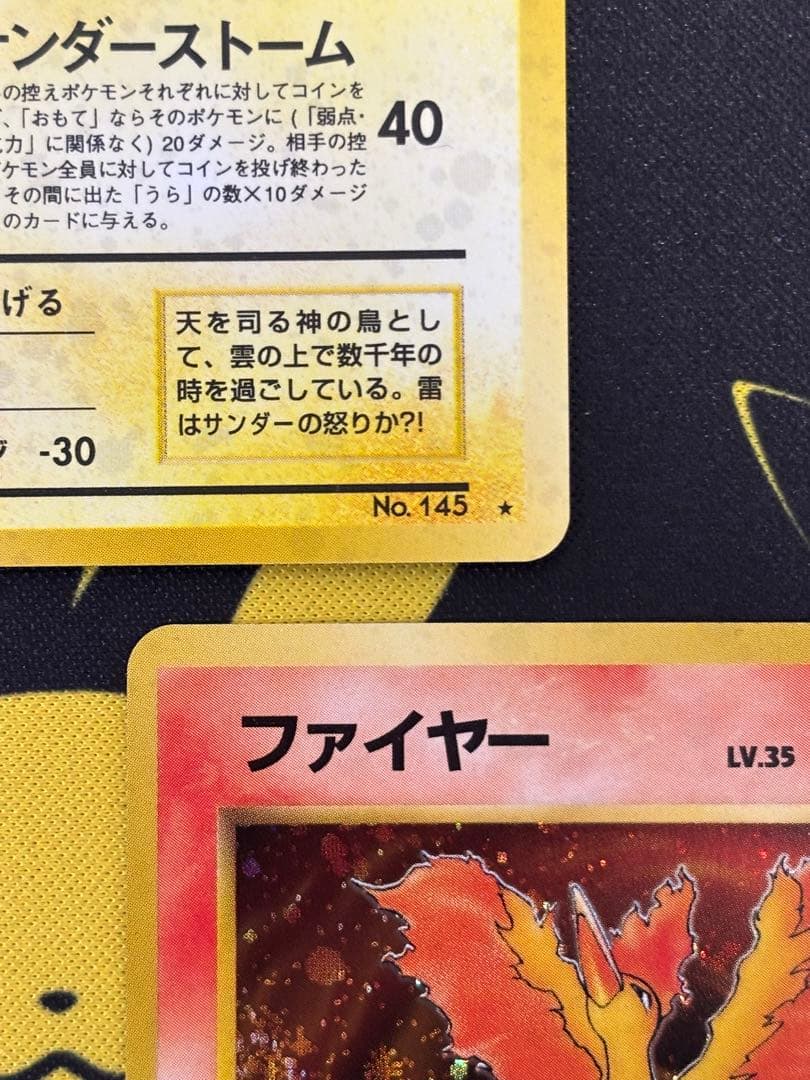 ンダーストーム
の控えポケモンそれぞれに対してコインを
、「おもて」ならそのポケモンに(「弱点・
力」に関係なく)20ダメージ。相手の控
ポケモン全員に対してコインを投げ終わった
その間に出た「うら」の数×10ダメージ
のカードに与える。
40
げる
-30
天を司る神の鳥とし
て、雲の上で数千年の
時を過ごしている。雷
はサンダーの怒りか?!
No. 145 ★
ファイヤー
LV.35